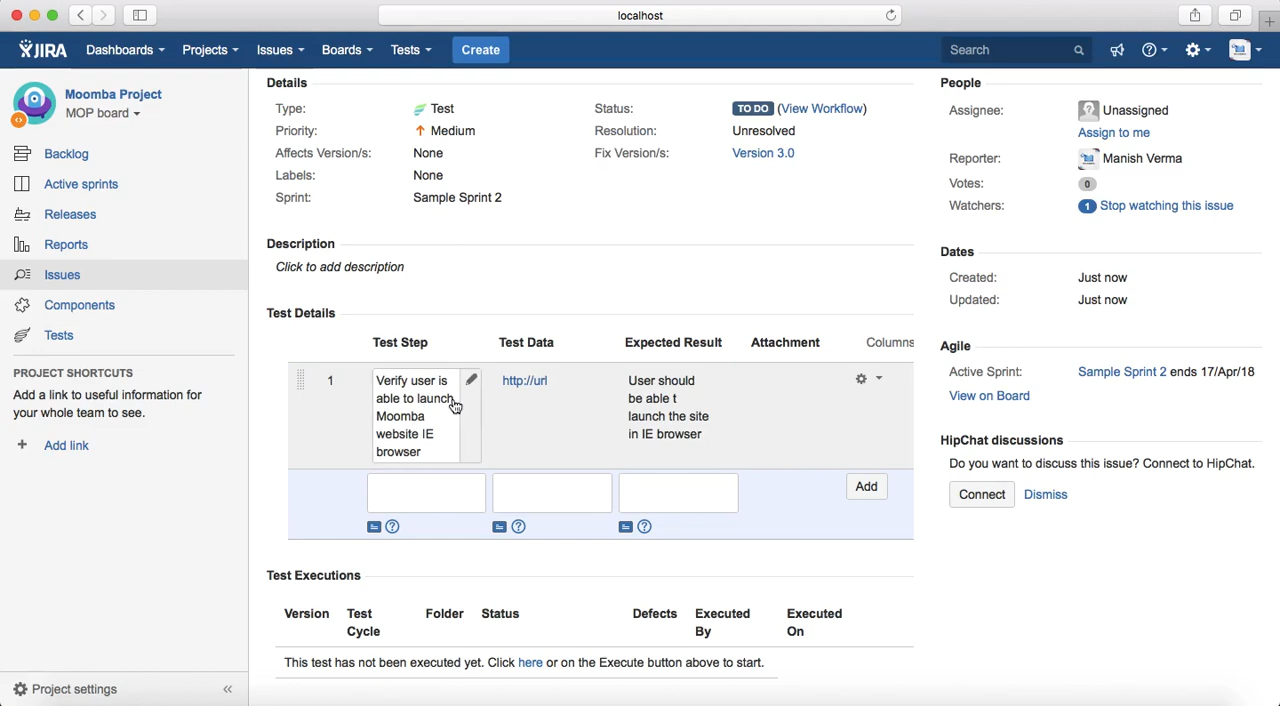 localhost
JIRA Dashboards Projects Issues Boards Tests Create Search
Moomba Project
MOP board
Backlog
Active sprints
Releases
Reports
Issues
Components
Tests
PROJECT SHORTCUTS
Add a link to useful information for
your whole team to see.
+ Add link
Project settings «
Details
Type: Test
Priority: Medium
Affects Version/s: None
Labels: None
Sprint: Sample Sprint 2
Status: TO DO (View Workflow)
Resolution: Unresolved
Fix Version/s: Version 3.0
Description
Click to add description
Test Details
Test Step Test Data Expected Result Attachment Columns
1
Verify user is
able to launch
Moomba
website IE
browser
http://url
User should
be able t
launch the site
in IE browser
Add
Test Executions
Version Test Cycle Folder Status Defects Executed By Executed On
This test has not been executed yet. Click here or on the Execute button above to start.
People
Assignee: Unassigned
Assign to me
Reporter: Manish Verma
Votes: 0
Watchers: 1 Stop watching this issue
Dates
Created: Just now
Updated: Just now
Agile
Active Sprint: Sample Sprint 2 ends 17/Apr/18
View on Board
HipChat discussions
Do you want to discuss this issue? Connect to HipChat.
Connect Dismiss